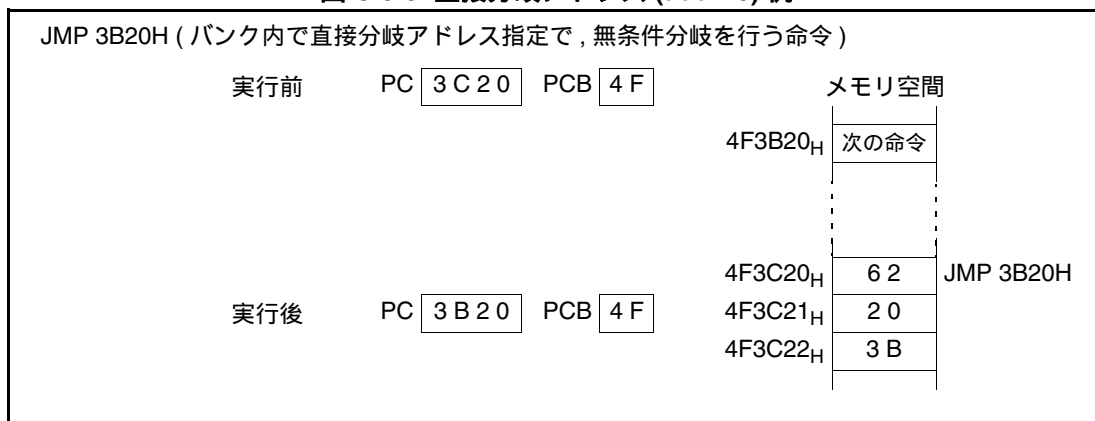 JMP 3B20H ( バンク内で直接分岐アドレス指定で , 無条件分岐を行う命令 )
実行前 PC 3 C 2 0 PCB 4 F メモリ空間
4F3B20H 次の命令
4F3C20H 6 2 JMP 3B20H
実行後 PC 3 B 2 0 PCB 4 F 4F3C21H 2 0
4F3C22H 3 B